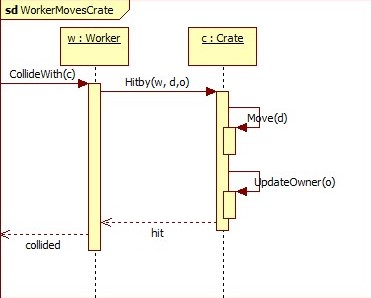 sd WorkerMovesCrate
w : Worker
c : Crate
CollideWith(c)
Hitby(w, d,o)
Move(d)
UpdateOwner(o)
hit
collided